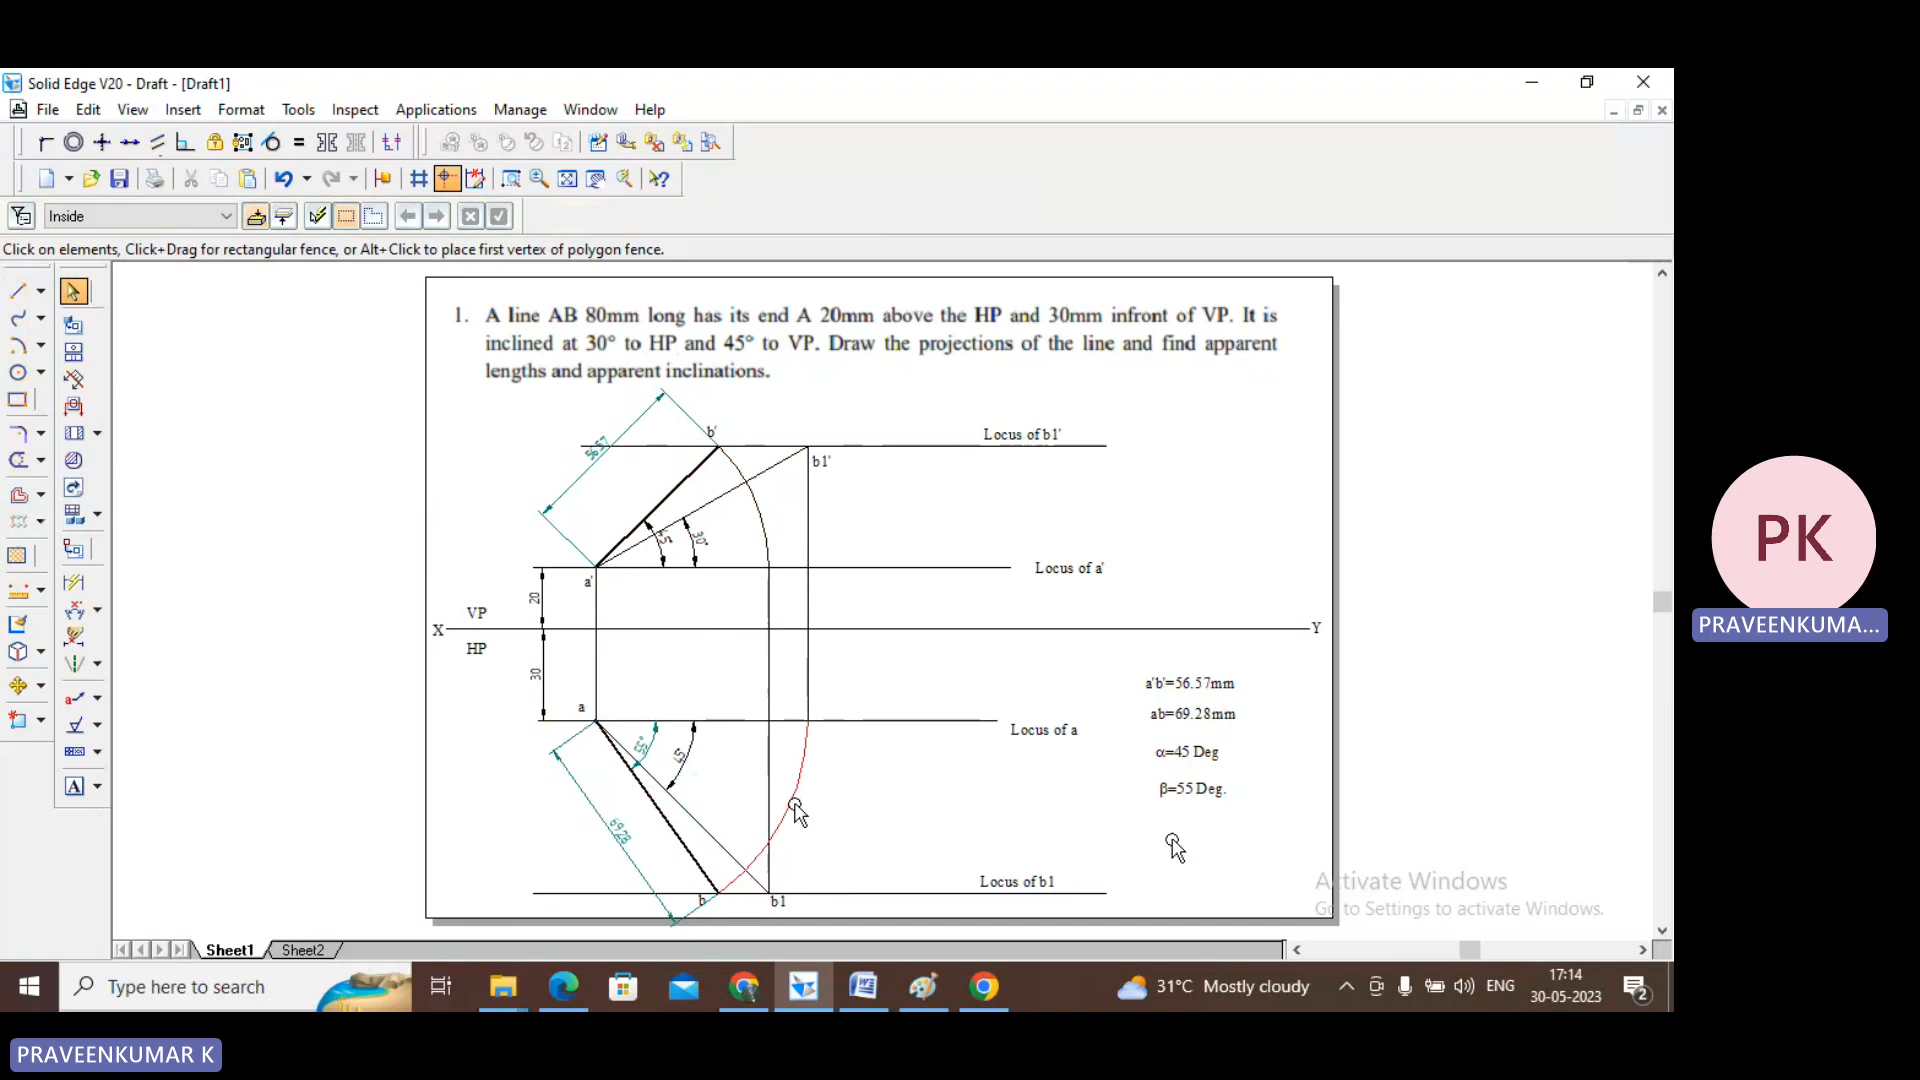 Solid Edge V20 - Draft - [Draft1]
File Edit View Insert Format Tools Inspect Applications Manage Window Help
Inside
Click on elements, Click+Drag for rectangular fence, or Alt+Click to place first vertex of polygon fence.
1. A line AB 80mm long has its end A 20mm above the HP and 30mm infront of VP. It is
inclined at 30° to HP and 45° to VP. Draw the projections of the line and find apparent
lengths and apparent inclinations.
b'
Locus of b1'
56.57
b1'
45°
30°
Locus of a'
a'
20
VP
X
Y
HP
30
a'b'=56.57mm
a
ab=69.28mm
Locus of a
55°
45
α=45 Deg
β=55 Deg.
69.28
Locus of b1
b
b1
Activate Windows
Go to Settings to activate Windows.
Sheet1 Sheet2
Type here to search
31°C Mostly cloudy
ENG
17:14
30-05-2023
2
PK
PRAVEENKUMA...
PRAVEENKUMAR K